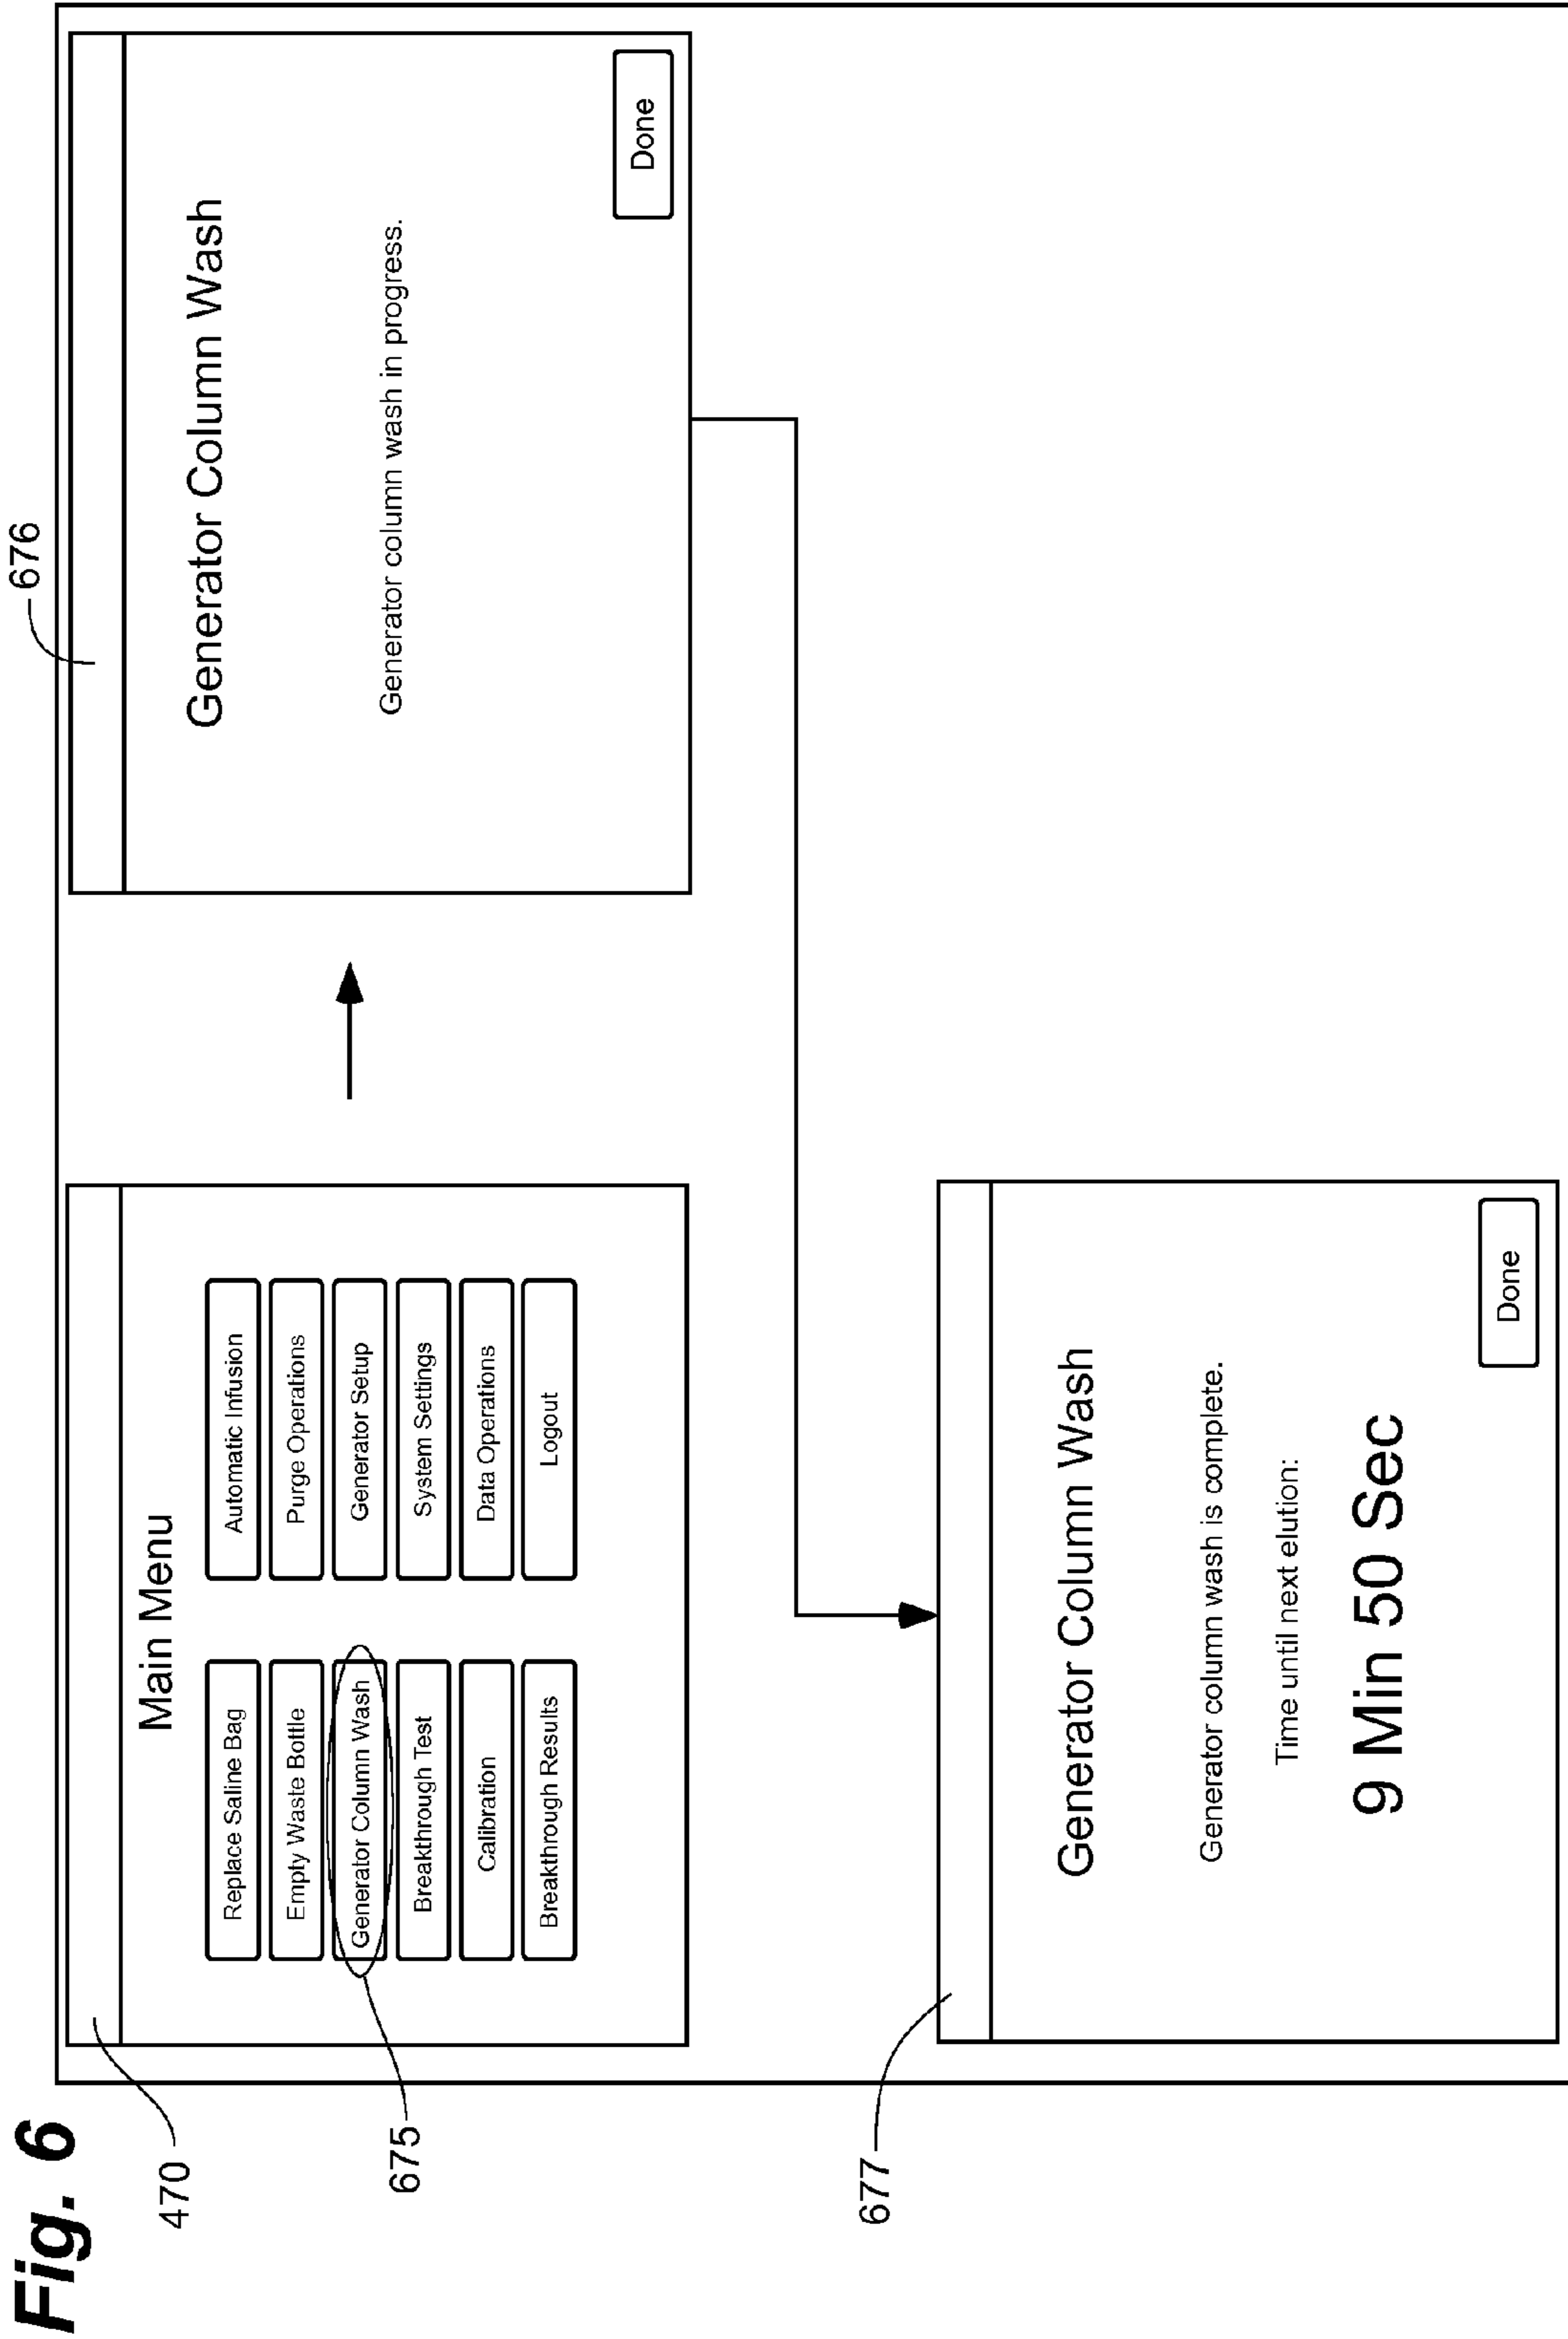 Fig. 6
470
Main Menu
Replace Saline Bag
Automatic Infusion
Empty Waste Bottle
Purge Operations
Generator Column Wash
Generator Setup
Breakthrough Test
System Settings
Calibration
Data Operations
Breakthrough Results
Logout
675
676
Generator Column Wash
Generator column wash in progress.
Done
677
Generator Column Wash
Generator column wash is complete.
Time until next elution:
9 Min 50 Sec
Done